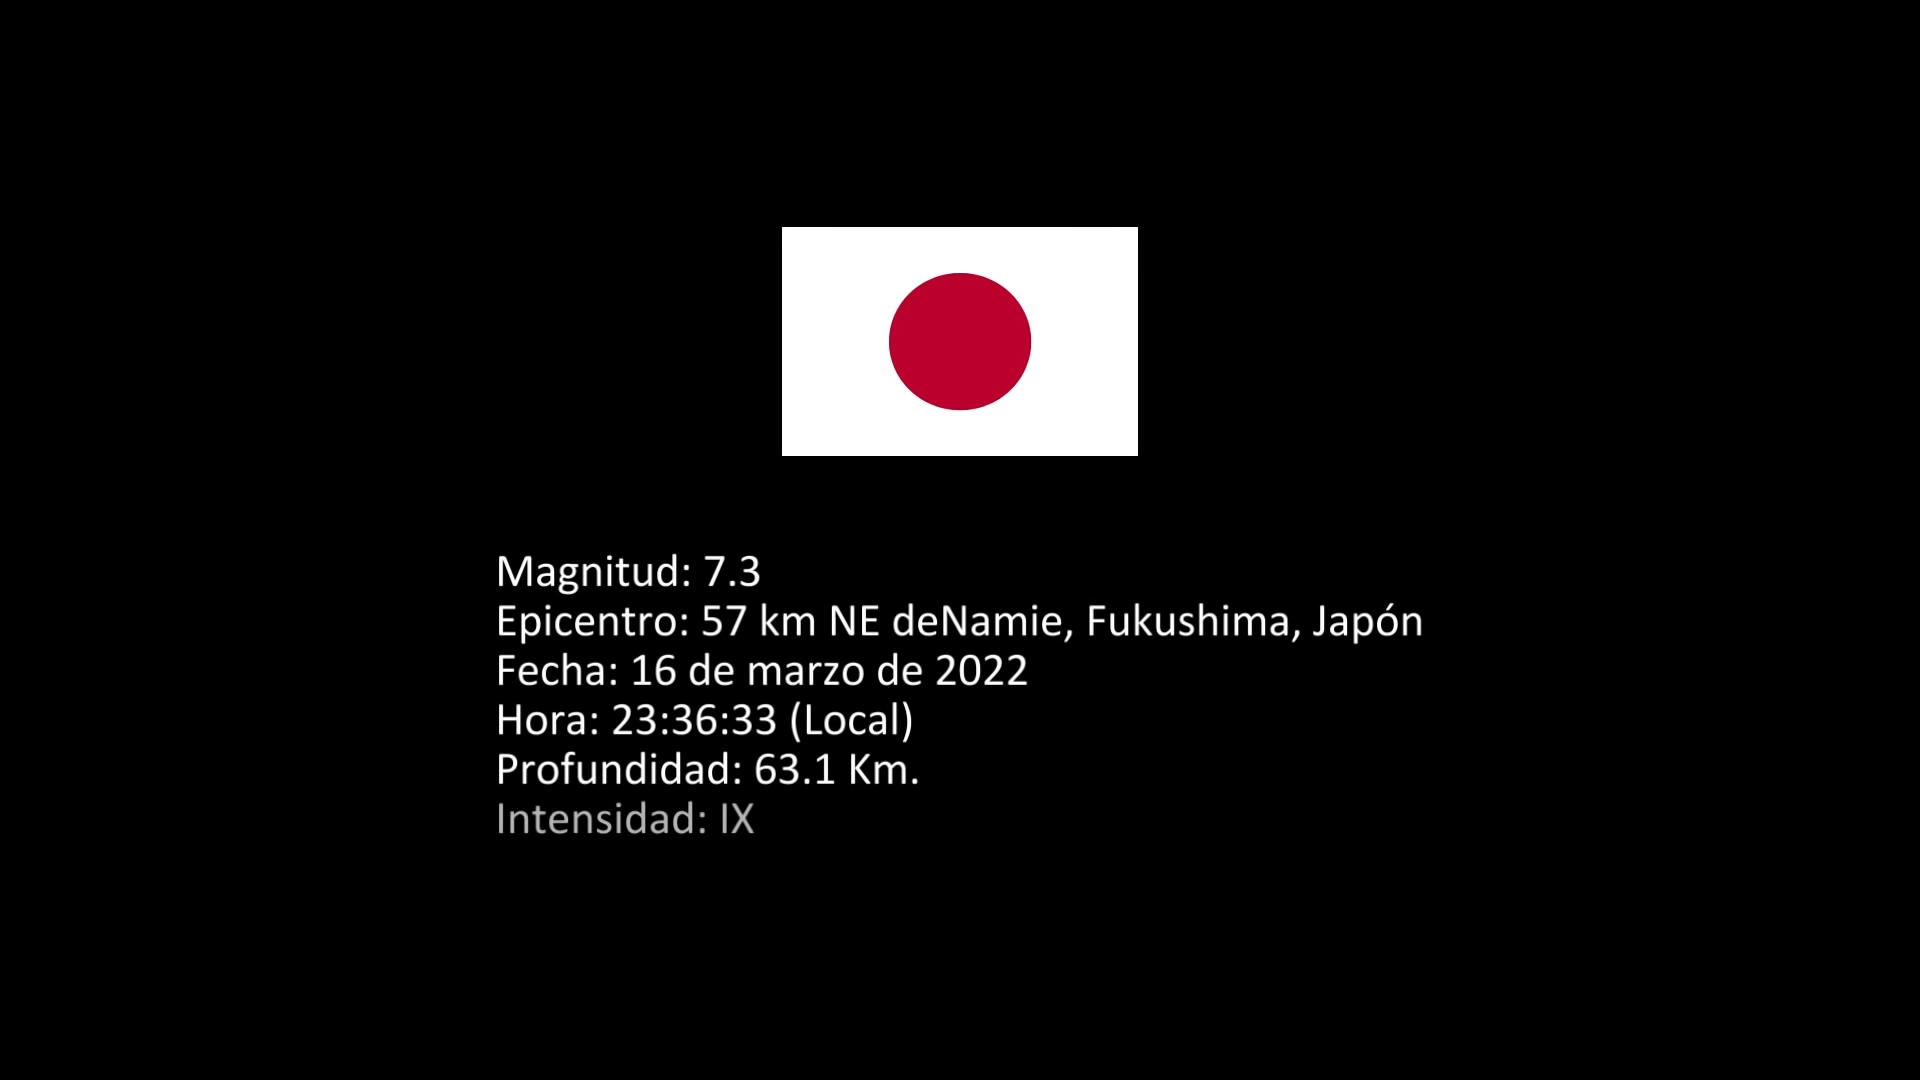 Magnitud: 7.3
Epicentro: 57 km NE deNamie, Fukushima, Japón
Fecha: 16 de marzo de 2022
Hora: 23:36:33 (Local)
Profundidad: 63.1 Km.
Intensidad: IX